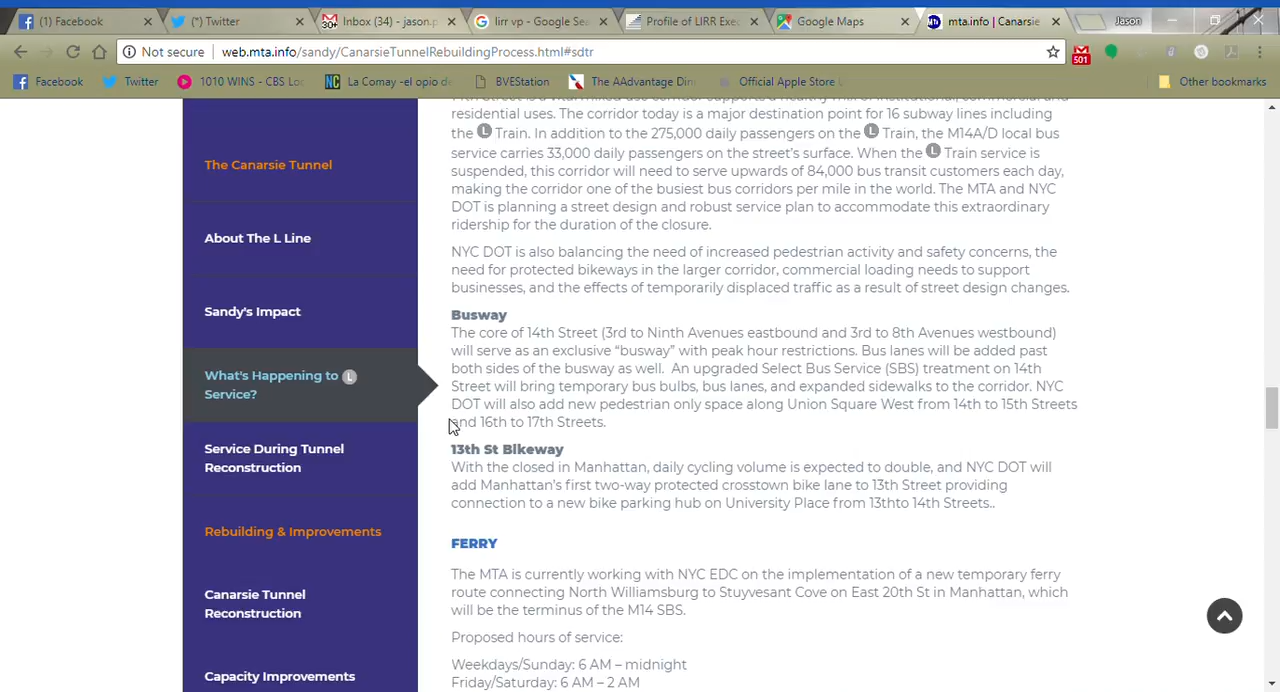 (1) Facebook
(*) Twitter
Inbox (34) - jason.p
lirr vp - Google Se
Profile of LIRR Exe
Google Maps
mta.info | Canarsie
Jason
Not secure
web.mta.info/sandy/CanarsieTunnelRebuildingProcess.html#sdtr
501
Facebook
Twitter
1010 WINS - CBS Loc
La Comay -el opio de
BVEStation
The AAdvantage Din
Official Apple Store
Other bookmarks
The Canarsie Tunnel
About The L Line
Sandy's Impact
What's Happening to L
Service?
Service During Tunnel
Reconstruction
Rebuilding & Improvements
Canarsie Tunnel
Reconstruction
Capacity Improvements
14th Street is a vital mixed use corridor supports a healthy mix of institutional, commercial and
residential uses. The corridor today is a major destination point for 16 subway lines including
the L Train. In addition to the 275,000 daily passengers on the L Train, the M14A/D local bus
service carries 33,000 daily passengers on the street's surface. When the L Train service is
suspended, this corridor will need to serve upwards of 84,000 bus transit customers each day,
making the corridor one of the busiest bus corridors per mile in the world. The MTA and NYC
DOT is planning a street design and robust service plan to accommodate this extraordinary
ridership for the duration of the closure.
NYC DOT is also balancing the need of increased pedestrian activity and safety concerns, the
need for protected bikeways in the larger corridor, commercial loading needs to support
businesses, and the effects of temporarily displaced traffic as a result of street design changes.
Busway
The core of 14th Street (3rd to Ninth Avenues eastbound and 3rd to 8th Avenues westbound)
will serve as an exclusive “busway” with peak hour restrictions. Bus lanes will be added past
both sides of the busway as well. An upgraded Select Bus Service (SBS) treatment on 14th
Street will bring temporary bus bulbs, bus lanes, and expanded sidewalks to the corridor. NYC
DOT will also add new pedestrian only space along Union Square West from 14th to 15th Streets
and 16th to 17th Streets.
13th St Bikeway
With the closed in Manhattan, daily cycling volume is expected to double, and NYC DOT will
add Manhattan's first two-way protected crosstown bike lane to 13th Street providing
connection to a new bike parking hub on University Place from 13thto 14th Streets..
FERRY
The MTA is currently working with NYC EDC on the implementation of a new temporary ferry
route connecting North Williamsburg to Stuyvesant Cove on East 20th St in Manhattan, which
will be the terminus of the M14 SBS.
Proposed hours of service:
Weekdays/Sunday: 6 AM – midnight
Friday/Saturday: 6 AM – 2 AM